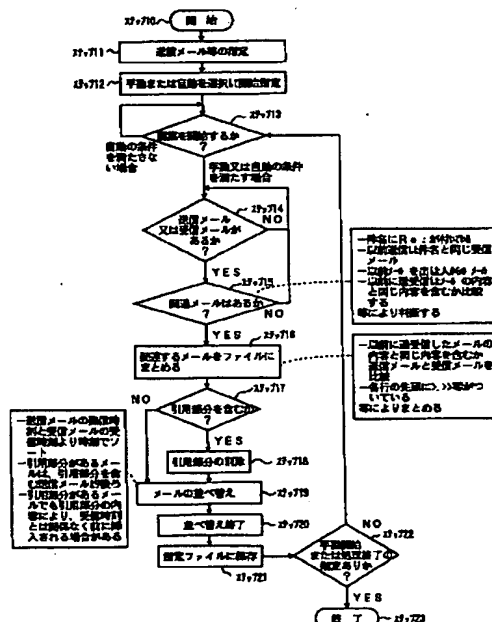 ステップ10
開始
ステップ11
返信メール等の指定
ステップ12
手動または自動を選択し開始指定
ステップ13
を開始するか
?
自動の条件
を満たさな
い場合
手動又は自動の条件
を満たす場合
ステップ14
送信メール
又は受信メールが
あるか
?
NO
YES
ステップ15
関連メールはあるか
?
NO
YES
─件名にRe:が付いている
─以前送信した件名と同じ受信
メール
─以前メールを出した人からのメール
─以前に送受信したメールの内容
と同じ内容を含むか比較
する
等により判断する
ステップ16
関連するメールをファイルに
まとめる
─以前に送受信したメールの
内容と同じ内容を含むか
返信メールと受信メールを
比較
─各行の先頭に>、>>等がつ
いている
等によりまとめる
ステップ17
引用部分を含むか
?
NO
YES
ステップ18
引用部分の削除
ステップ19
メールの並べ替え
─送信メールの送信時
刻と受信メールの受
信時刻より時刻でソ
ート
─引用部分があるメー
ルは、引用部分を含
む送信メールの後ろ
─引用部分があるメー
ルでも引用部分の内
容により、受信時刻
とは関係なく前に挿
入される場合がある
ステップ20
並べ替え終了
ステップ21
指定ファイルに保存
ステップ22
手動開始
または処理終了の
指定ありか
?
NO
YES
終了
ステップ23